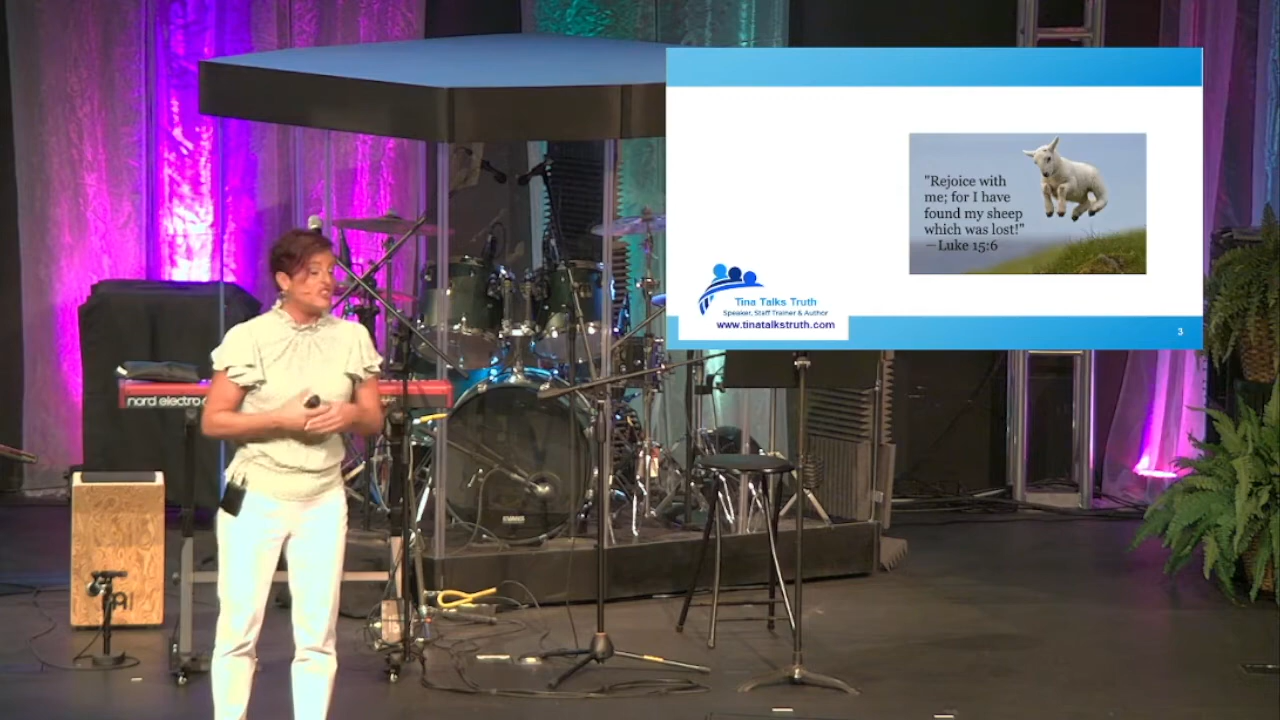 "Rejoice with
me; for I have
found my sheep
which was lost!"
—Luke 15:6
Tina Talks Truth
Speaker, Staff Trainer & Author
www.tinatalkstruth.com
3
nord electro
EVANS